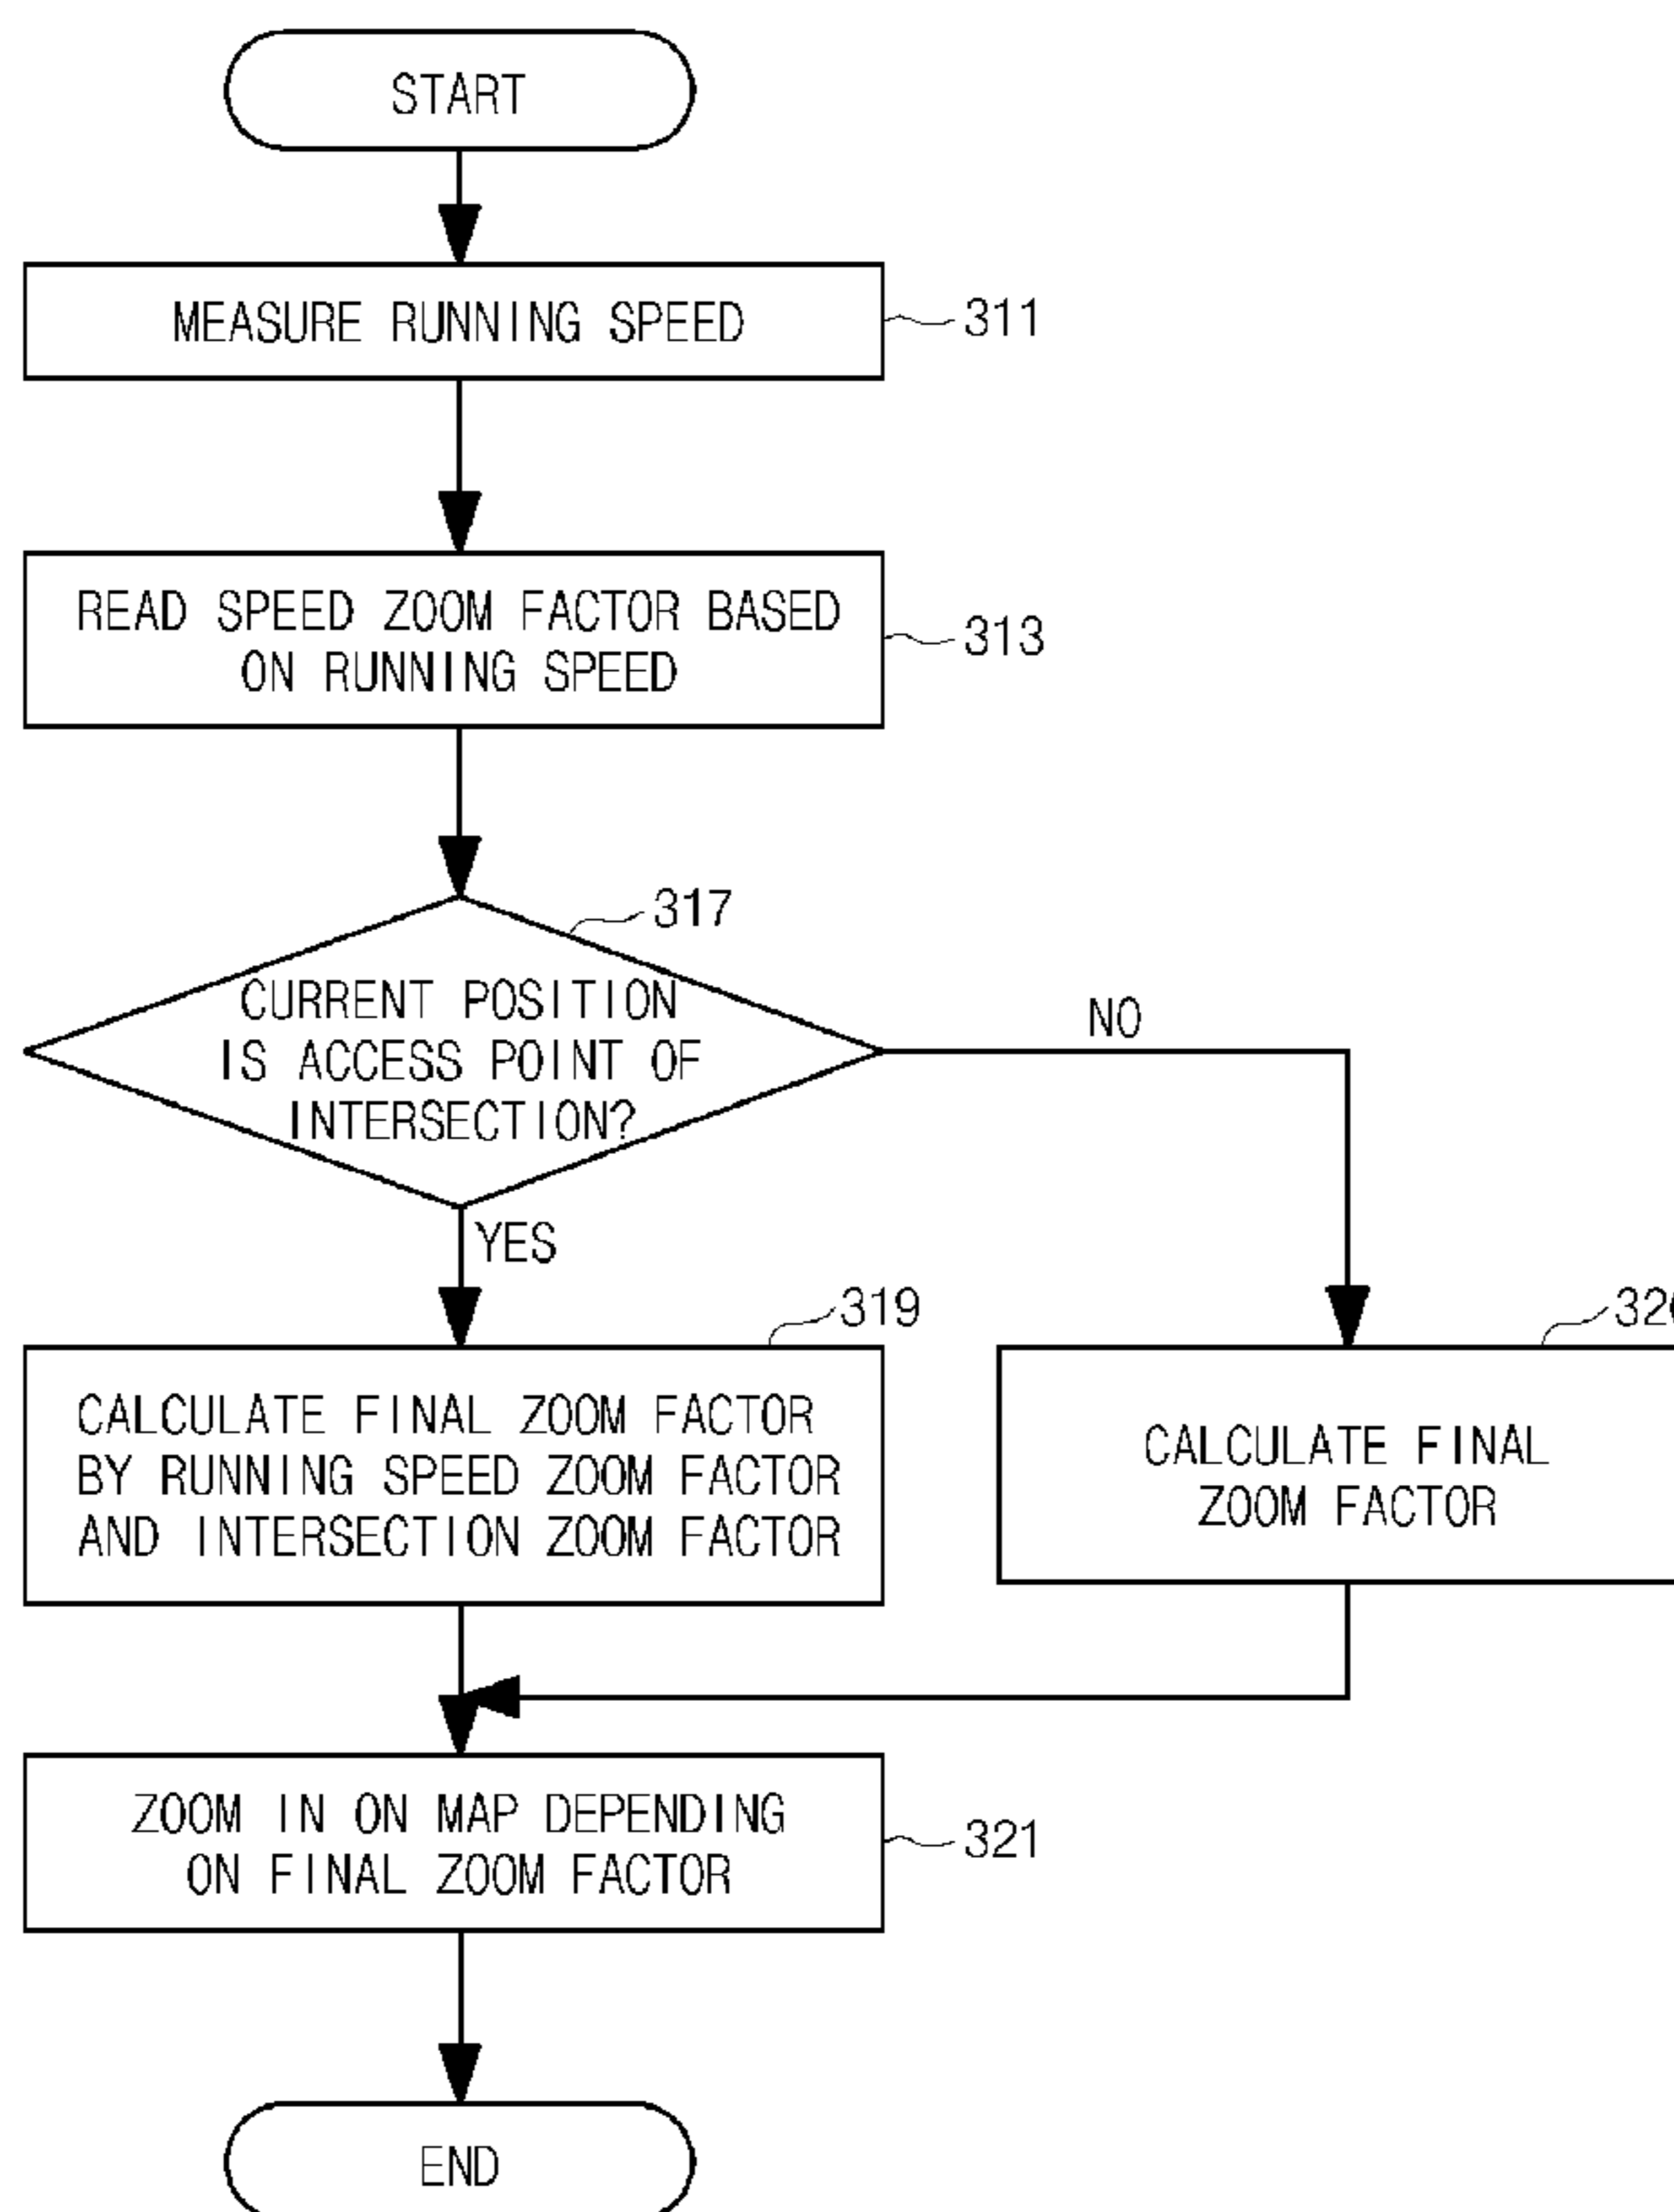 START
MEASURE RUNNING SPEED
311
READ SPEED ZOOM FACTOR BASED
ON RUNNING SPEED
313
317
CURRENT POSITION
IS ACCESS POINT OF
INTERSECTION?
NO
YES
319
CALCULATE FINAL ZOOM FACTOR
BY RUNNING SPEED ZOOM FACTOR
AND INTERSECTION ZOOM FACTOR
CALCULATE FINAL
ZOOM FACTOR
ZOOM IN ON MAP DEPENDING
ON FINAL ZOOM FACTOR
321
END